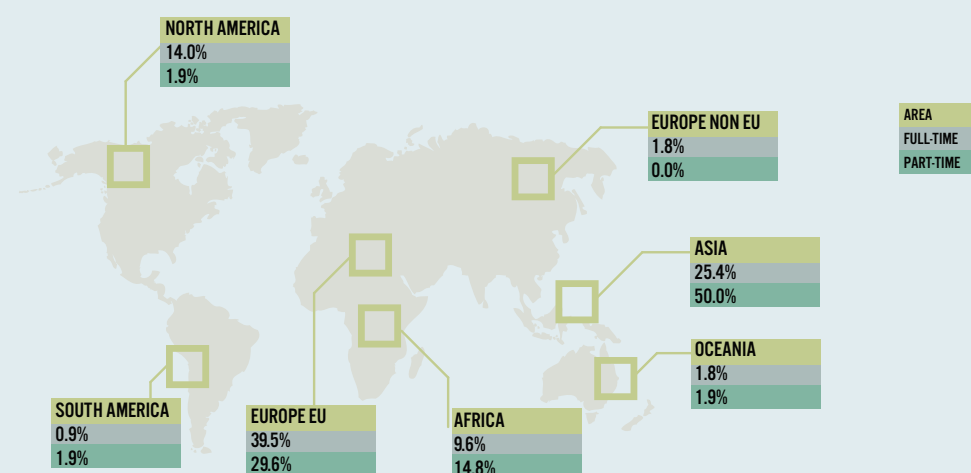 NORTH AMERICA
14.0%
1.9%
EUROPE NON EU
1.8%
0.0%
AREA
FULL-TIME
PART-TIME
ASIA
25.4%
50.0%
OCEANIA
1.8%
1.9%
SOUTH AMERICA
0.9%
1.9%
EUROPE EU
39.5%
29.6%
AFRICA
9.6%
14.8%